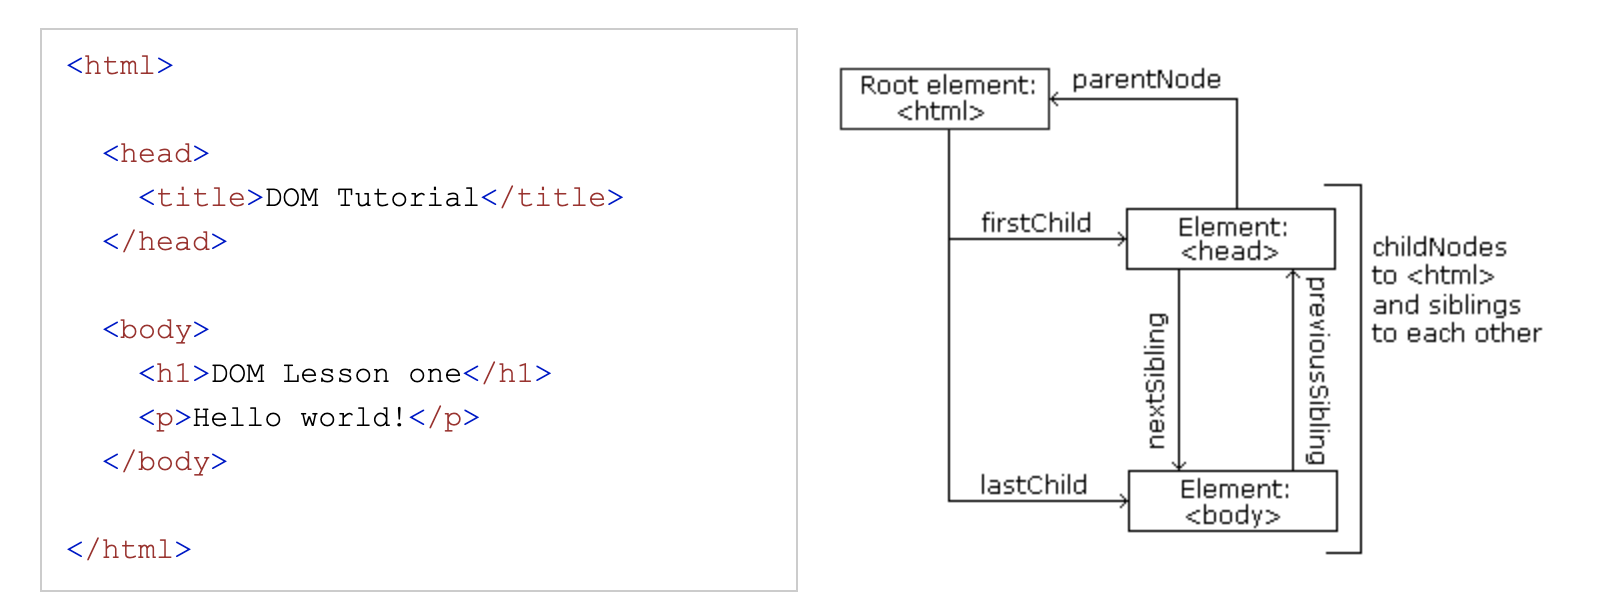 <html>
<head>
<title>DOM Tutorial</title>
</head>
<body>
<h1>DOM Lesson one</h1>
<p>Hello world!</p>
</body>
</html>
Root element:
<html>
parentNode
firstChild
Element:
<head>
nextSibling
previousSibling
lastChild
Element:
<body>
childNodes
to <html>
and siblings
to each other